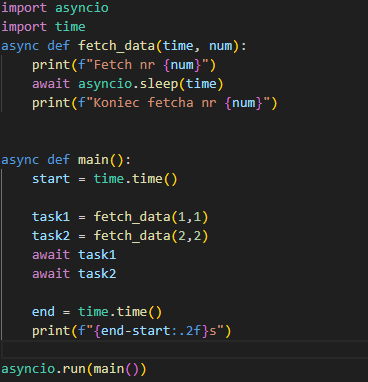 import asyncio
import time
async def fetch_data(time, num):
    print(f"Fetch nr {num}")
    await asyncio.sleep(time)
    print(f"Koniec fetcha nr {num}")
async def main():
    start = time.time()
    task1 = fetch_data(1,1)
    task2 = fetch_data(2,2)
    await task1
    await task2
    end = time.time()
    print(f"{end-start:.2f}s")
asyncio.run(main())